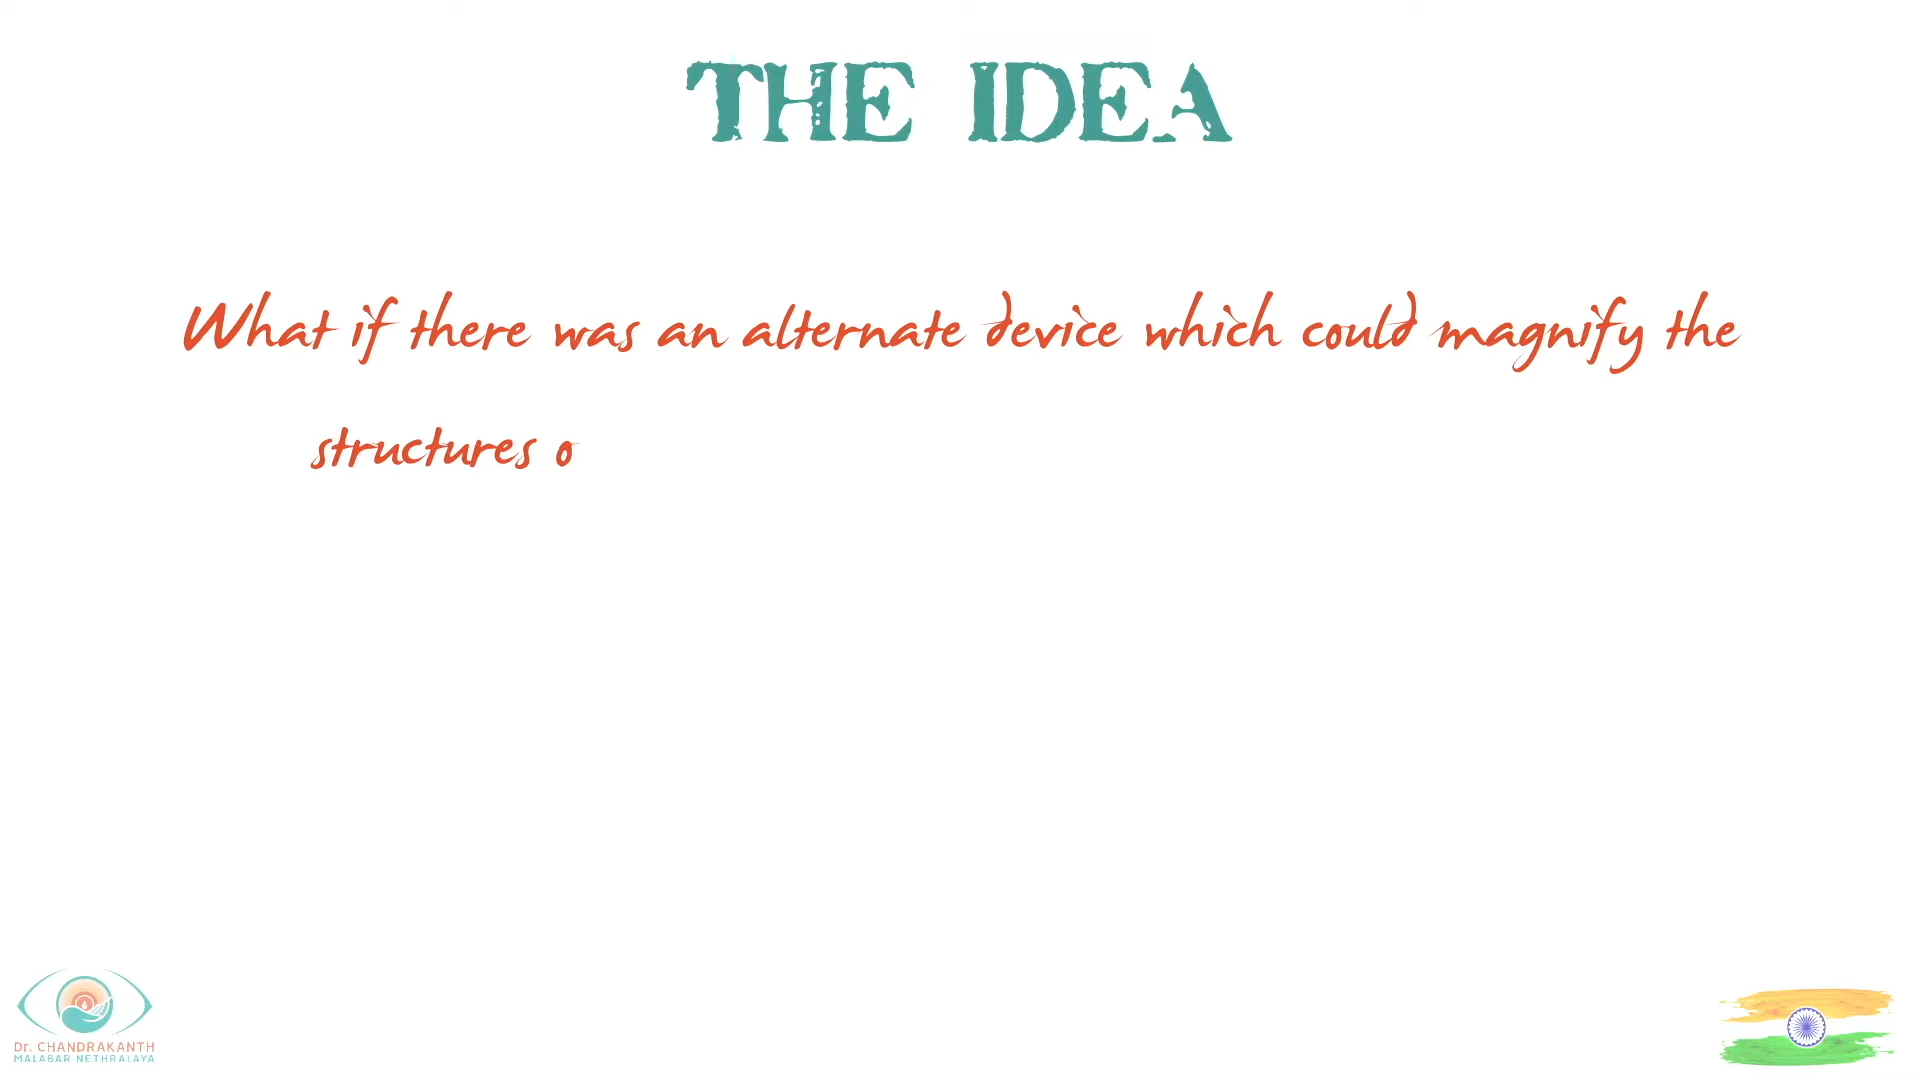 THE IDEA
What if there was an alternate device which could magnify the
structures o
Dr. CHANDRAKANTH
MALABAR NETHRALAYA